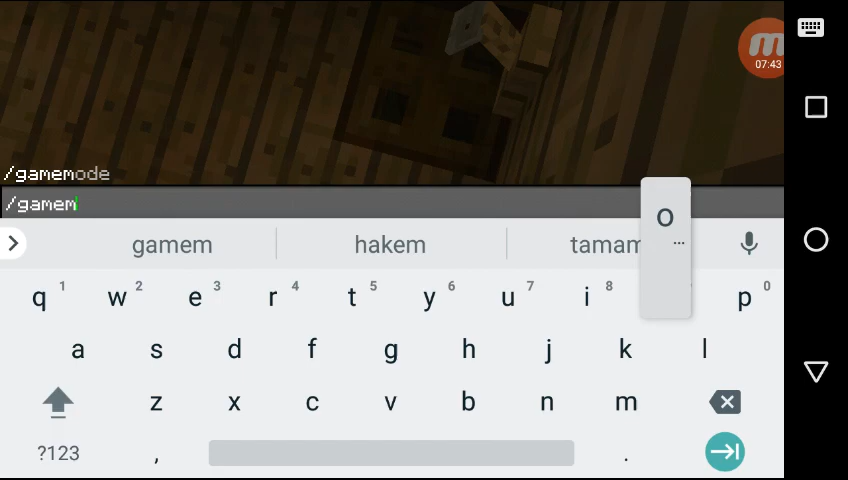 07:43
/gamemode
/gamem
gamem hakem tamam
o
...
q 1 w 2 e 3 r 4 t 5 y 6 u 7 i 8 p 0
a s d f g h j k l
z x c v b n m
?123 , .